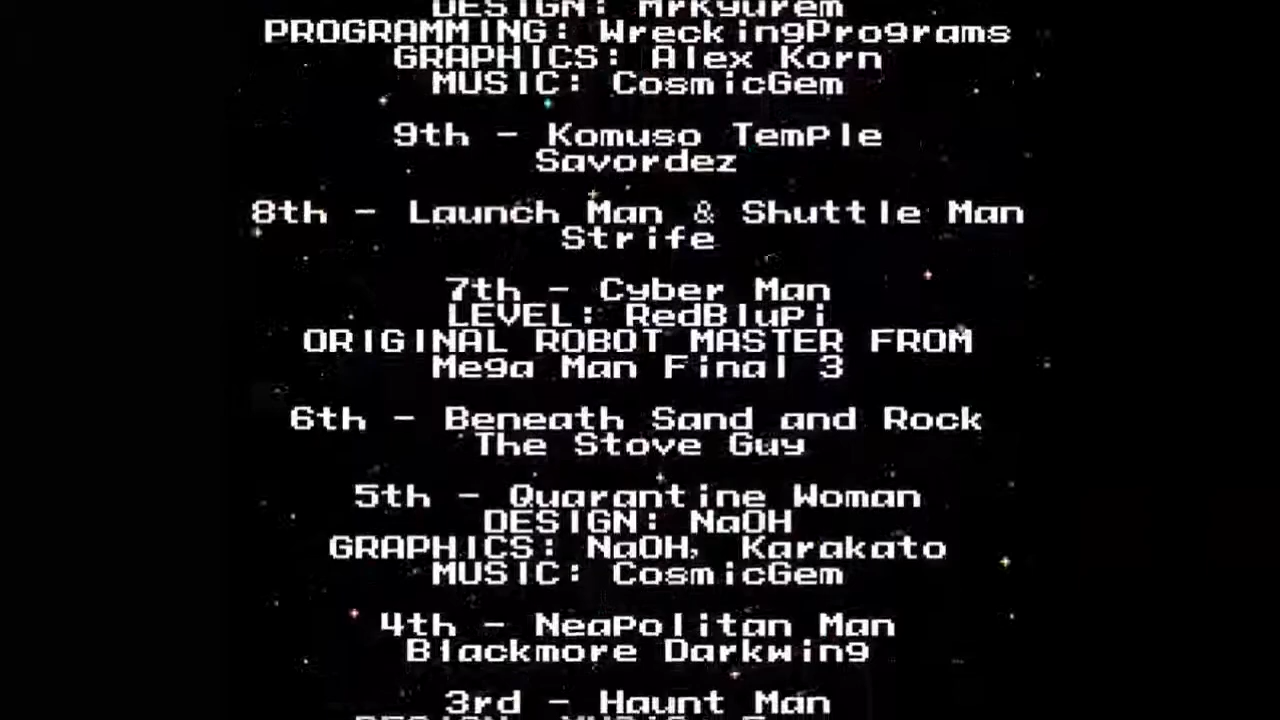 DESIGN: MrKyurem
PROGRAMMING: WreckingPrograms
GRAPHICS: Alex Korn
MUSIC: CosmicGem
9th - Komuso Temple
Savordez
8th - Launch Man & Shuttle Man
Strife
7th - Cyber Man
LEVEL: RedBlupi
ORIGINAL ROBOT MASTER FROM
Mega Man Final 3
6th - Beneath Sand and Rock
The Stove Guy
5th - Quarantine Woman
DESIGN: NaOH
GRAPHICS: NaOH, Karakato
MUSIC: CosmicGem
4th - Neapolitan Man
Blackmore Darkwing
3rd - Haunt Man